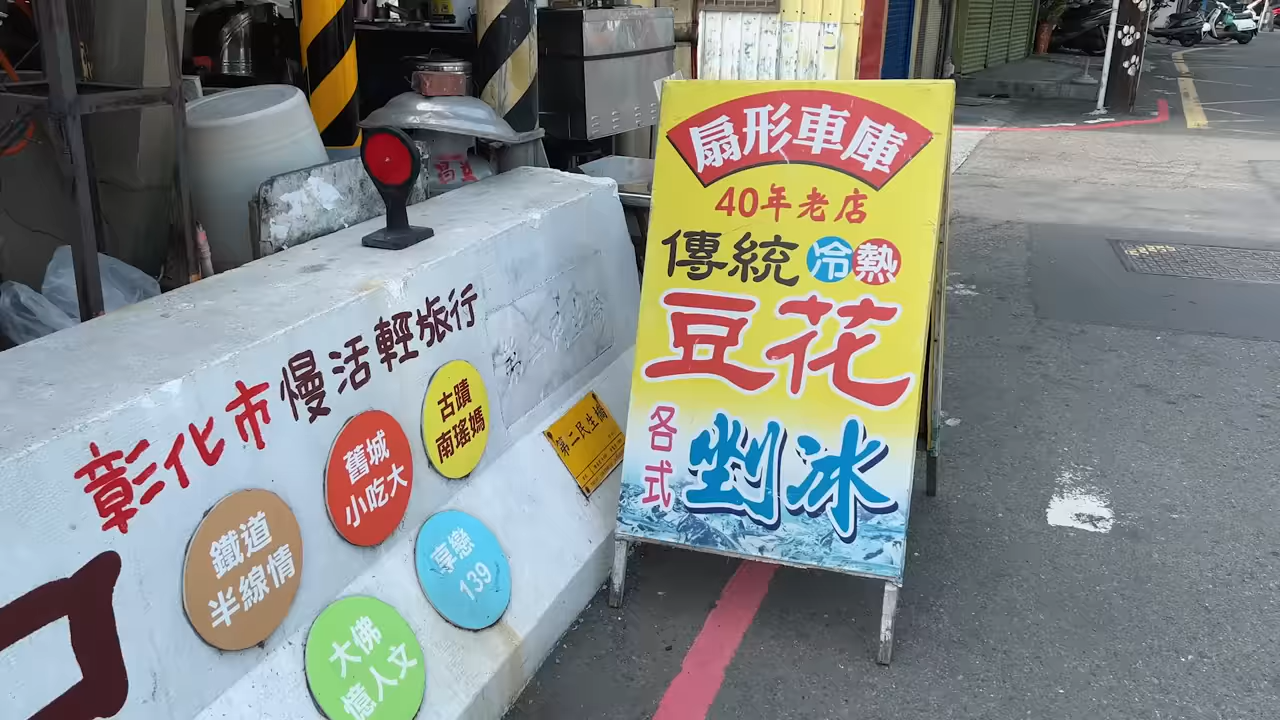 扇形車庫
40年老店
傳統冷熱
豆花
各式
剉冰
彰化市慢活輕旅行
古蹟
南瑤媽
舊城
小吃大
鐵道
半線情
享戀
139
大佛
憶人文
第二民生橋